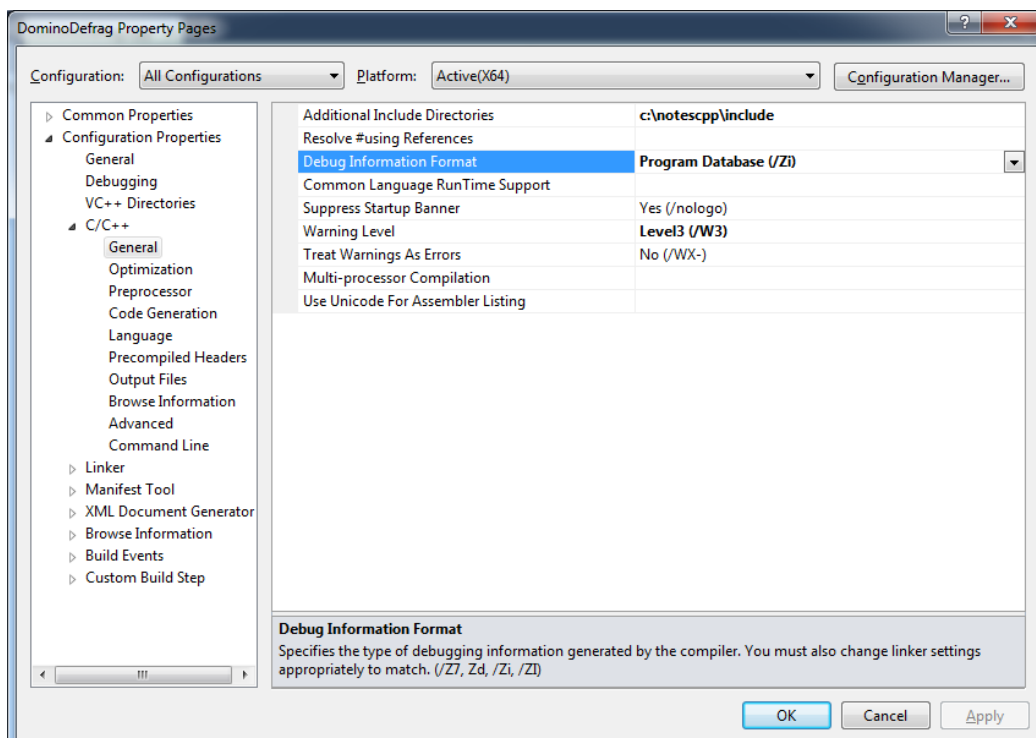 DominoDefrag Property Pages
Configuration: All Configurations Platform: Active(X64) Configuration Manager...
Common Properties
Configuration Properties
General
Debugging
VC++ Directories
C/C++
General
Optimization
Preprocessor
Code Generation
Language
Precompiled Headers
Output Files
Browse Information
Advanced
Command Line
Linker
Manifest Tool
XML Document Generator
Browse Information
Build Events
Custom Build Step
Additional Include Directories c:\notescpp\include
Resolve #using References
Debug Information Format Program Database (/Zi)
Common Language RunTime Support
Suppress Startup Banner Yes (/nologo)
Warning Level Level3 (/W3)
Treat Warnings As Errors No (/WX-)
Multi-processor Compilation
Use Unicode For Assembler Listing
Debug Information Format
Specifies the type of debugging information generated by the compiler. You must also change linker settings
appropriately to match. (/Z7, Zd, /Zi, /ZI)
OK Cancel Apply